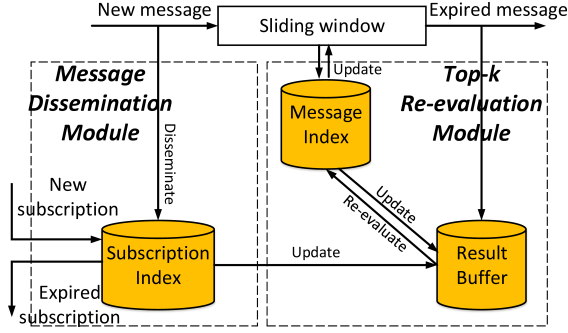 New message
Sliding window
Expired message
Update
Message
Dissemination
Module
Top-k
Re-evaluation
Module
Message
Index
Disseminate
New
subscription
Update
Re-evaluate
Subscription
Index
Update
Result
Buffer
Expired
subscription